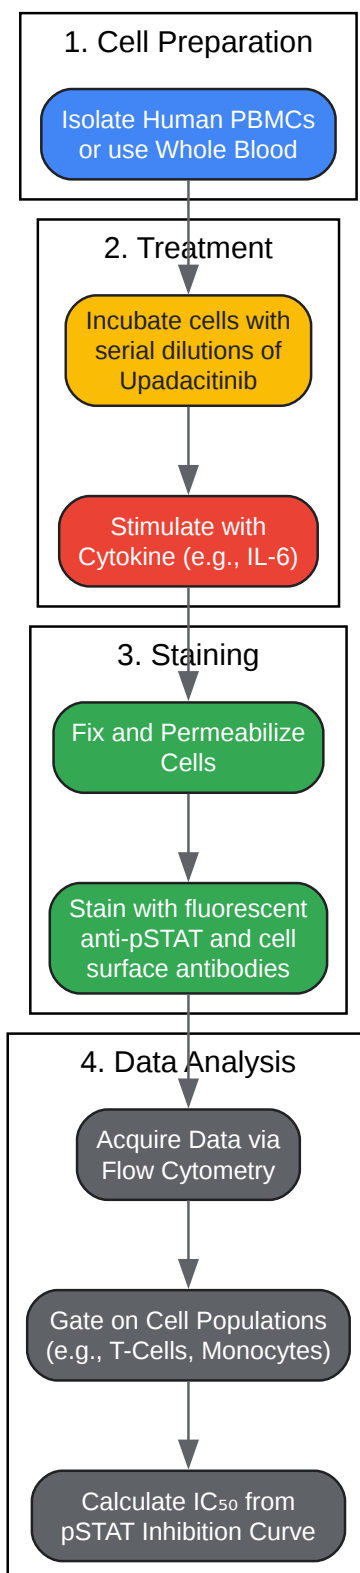 1. Cell Preparation
Isolate Human PBMCs
or use Whole Blood
2. Treatment
Incubate cells with
serial dilutions of
Upadacitinib
Stimulate with
Cytokine (e.g., IL-6)
3. Staining
Fix and Permeabilize
Cells
Stain with fluorescent
anti-pSTAT and cell
surface antibodies
4. Data Analysis
Acquire Data via
Flow Cytometry
Gate on Cell Populations
(e.g., T-Cells, Monocytes)
Calculate IC₅₀ from
pSTAT Inhibition Curve